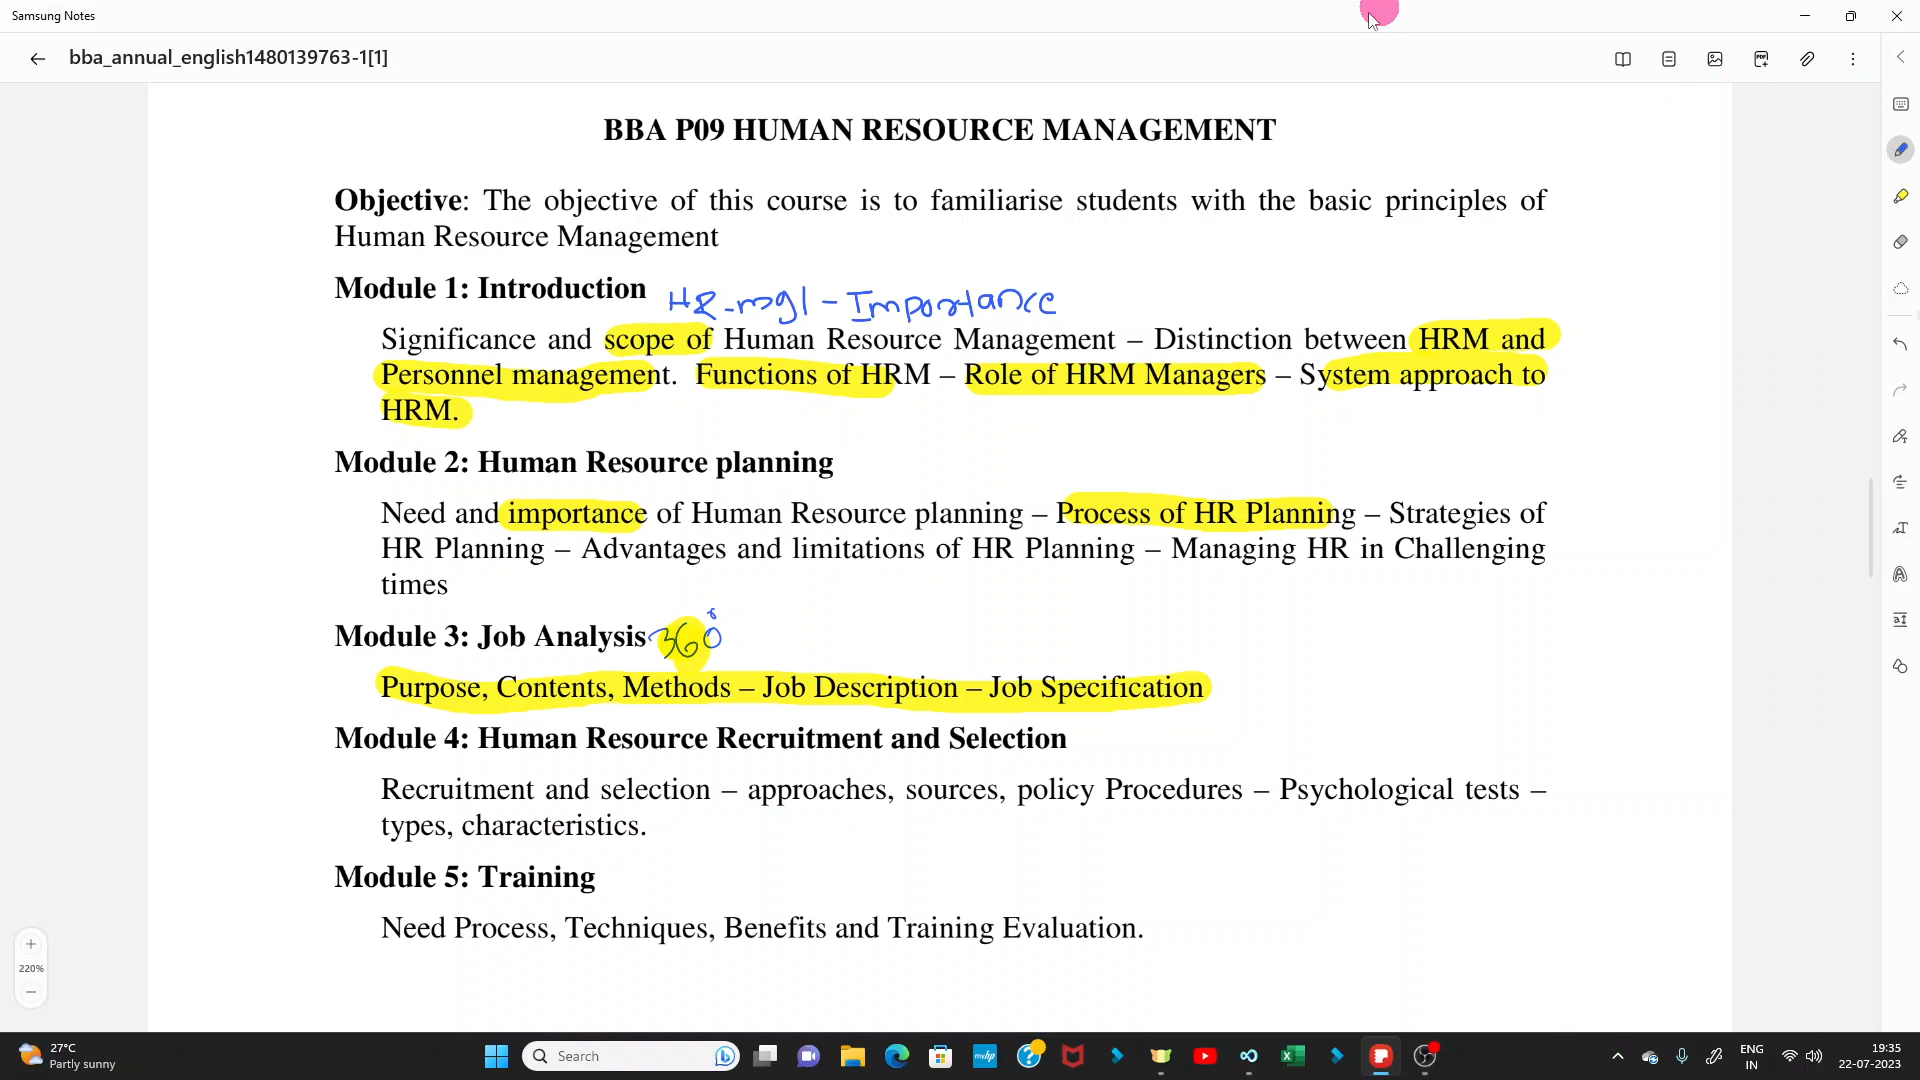 Samsung Notes
bba_annual_english1480139763-1[1]
BBA P09 HUMAN RESOURCE MANAGEMENT
Objective: The objective of this course is to familiarise students with the basic principles of
Human Resource Management
Module 1: Introduction
HR-mgt - Importance
Significance and scope of Human Resource Management – Distinction between HRM and
Personnel management. Functions of HRM – Role of HRM Managers – System approach to
HRM.
Module 2: Human Resource planning
Need and importance of Human Resource planning – Process of HR Planning – Strategies of
HR Planning – Advantages and limitations of HR Planning – Managing HR in Challenging
times
Module 3: Job Analysis 360°
Purpose, Contents, Methods – Job Description – Job Specification
Module 4: Human Resource Recruitment and Selection
Recruitment and selection – approaches, sources, policy Procedures – Psychological tests –
types, characteristics.
Module 5: Training
Need Process, Techniques, Benefits and Training Evaluation.
220%
27°C
Partly sunny
Search
ENG
IN
19:35
22-07-2023